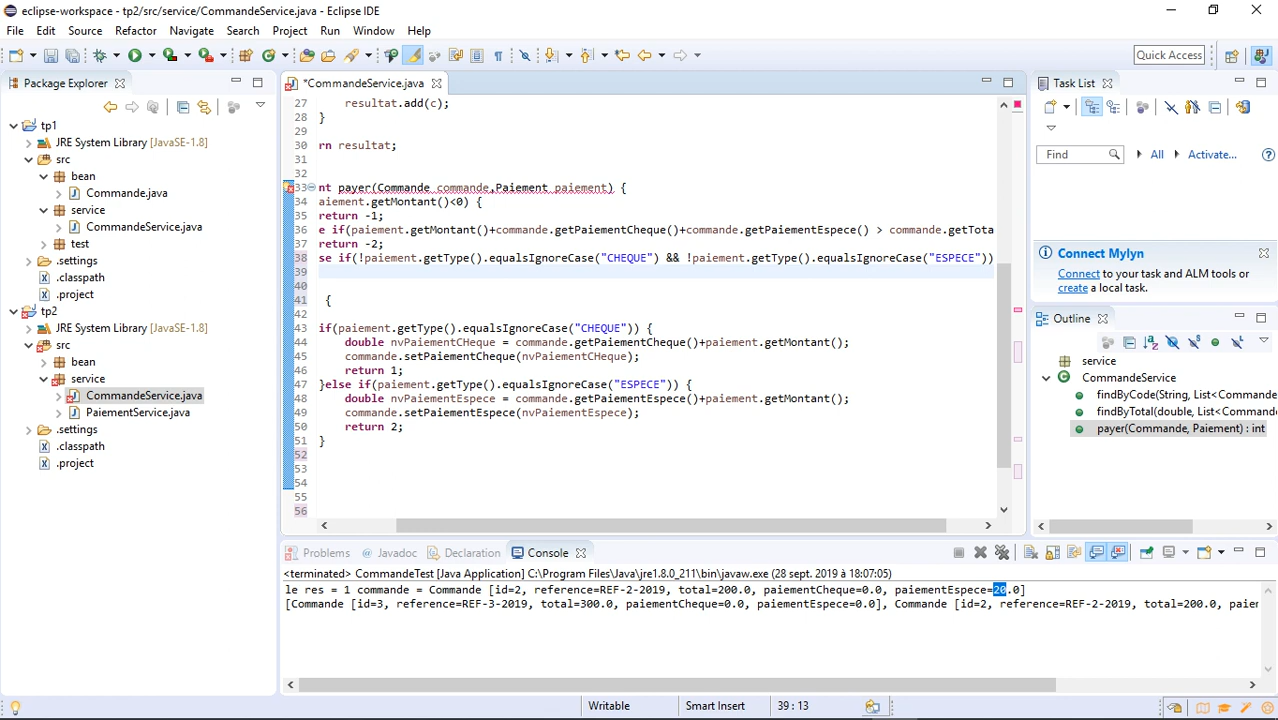 eclipse-workspace - tp2/src/service/CommandeService.java - Eclipse IDE
File Edit Source Refactor Navigate Search Project Run Window Help
Quick Access
Package Explorer
tp1
JRE System Library [JavaSE-1.8]
src
bean
Commande.java
service
CommandeService.java
test
.settings
.classpath
.project
tp2
JRE System Library [JavaSE-1.8]
src
bean
service
CommandeService.java
PaiementService.java
.settings
.classpath
.project
*CommandeService.java
27 resultat.add(c);
28 }
29
30 rn resultat;
31
32
33 nt payer(Commande commande,Paiement paiement) {
34 aiement.getMontant()<0) {
35 return -1;
36 e if(paiement.getMontant()+commande.getPaiementCheque()+commande.getPaiementEspece() > commande.getTota
37 return -2;
38 se if(!paiement.getType().equalsIgnoreCase("CHEQUE") && !paiement.getType().equalsIgnoreCase("ESPECE"))
39
40
41 {
42
43 if(paiement.getType().equalsIgnoreCase("CHEQUE")) {
44 double nvPaiementCHeque = commande.getPaiementCheque()+paiement.getMontant();
45 commande.setPaiementCheque(nvPaiementCHeque);
46 return 1;
47 }else if(paiement.getType().equalsIgnoreCase("ESPECE")) {
48 double nvPaiementEspece = commande.getPaiementEspece()+paiement.getMontant();
49 commande.setPaiementEspece(nvPaiementEspece);
50 return 2;
51 }
52
53
54
55
56
Task List
Find All Activate...
Connect Mylyn
Connect to your task and ALM tools or
create a local task.
Outline
service
CommandeService
findByCode(String, List<Command
findByTotal(double, List<Comman
payer(Commande, Paiement) : int
Problems Javadoc Declaration Console
<terminated> CommandeTest [Java Application] C:\Program Files\Java\jre1.8.0_211\bin\javaw.exe (28 sept. 2019 à 18:07:05)
le res = 1 commande = Commande [id=2, reference=REF-2-2019, total=200.0, paiementCheque=0.0, paiementEspece=20.0]
[Commande [id=3, reference=REF-3-2019, total=300.0, paiementCheque=0.0, paiementEspece=0.0], Commande [id=2, reference=REF-2-2019, total=200.0, paiem
Writable Smart Insert 39 : 13